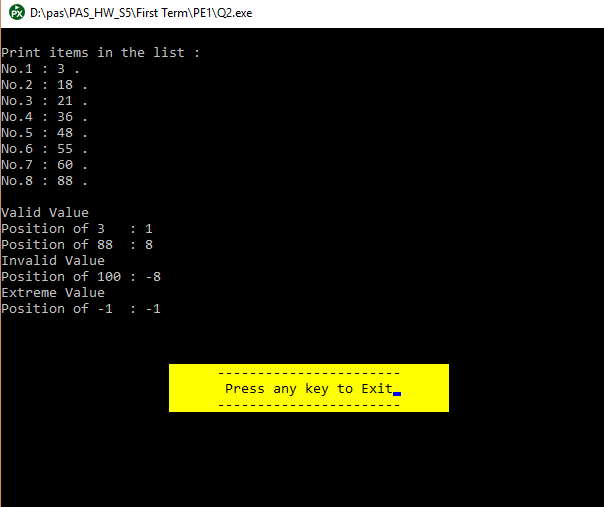 D:\pas\PAS_HW_S5\First Term\PE1\Q2.exe
Print items in the list :
No.1 : 3 .
No.2 : 18 .
No.3 : 21 .
No.4 : 36 .
No.5 : 48 .
No.6 : 55 .
No.7 : 60 .
No.8 : 88 .
Valid Value
Position of 3   : 1
Position of 88  : 8
Invalid Value
Position of 100 : -8
Extreme Value
Position of -1  : -1
-----------------------
Press any key to Exit
-----------------------